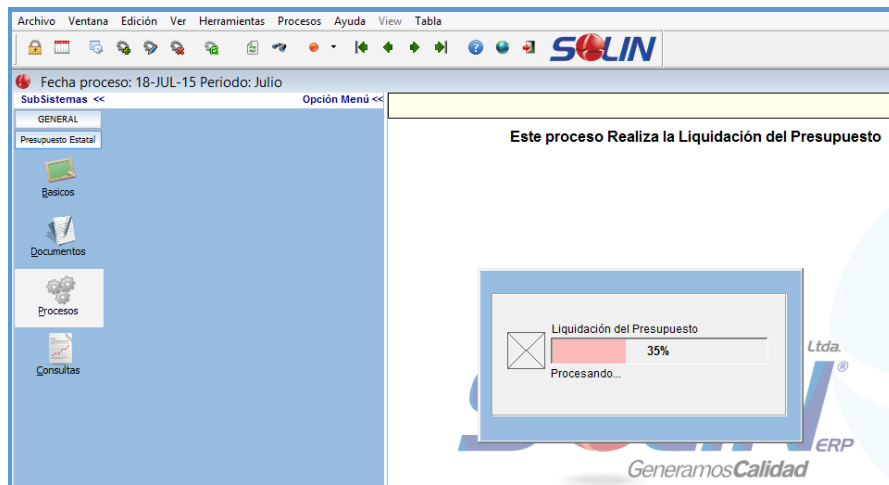 Archivo Ventana Edición Ver Herramientas Procesos Ayuda View Tabla
SOLIN
Fecha proceso: 18-JUL-15 Periodo: Julio
SubSistemas << Opción Menú <<
GENERAL
Presupuesto Estatal
Este proceso Realiza la Liquidación del Presupuesto
Basicos
Documentos
Procesos
Consultas
Liquidación del Presupuesto
35%
Procesando...
Ltda.
®
ERP
GeneramosCalidad